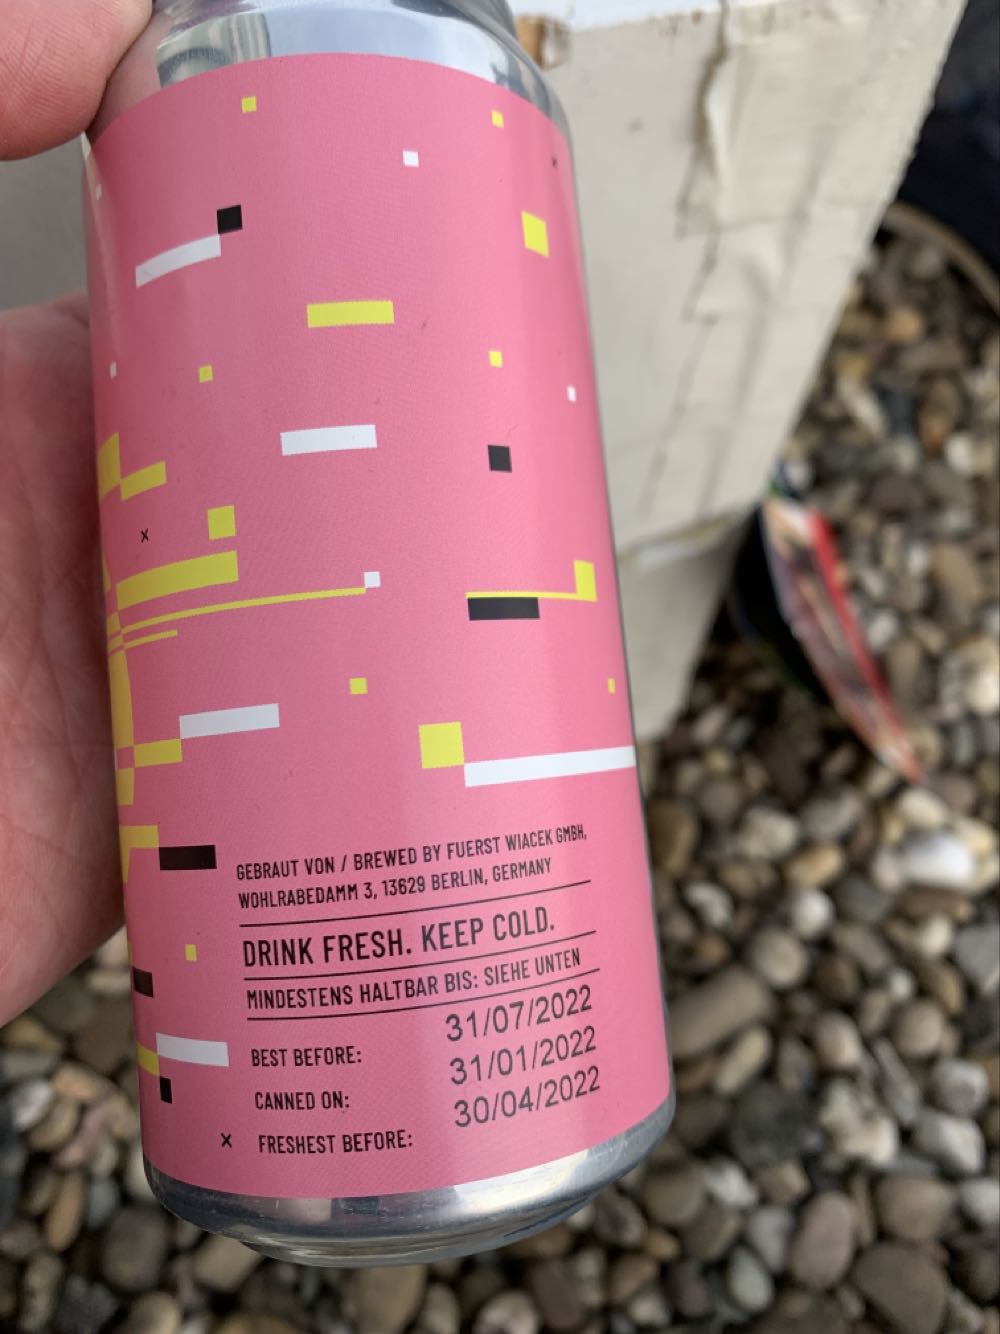 GEBRAUT VON / BREWED BY FUERST WIACEK GMBH,
WOHLRABEDAMM 3, 13629 BERLIN, GERMANY
DRINK FRESH. KEEP COLD.
MINDESTENS HALTBAR BIS: SIEHE UNTEN
BEST BEFORE: 31/07/2022
CANNED ON: 31/01/2022
FRESHEST BEFORE: 30/04/2022